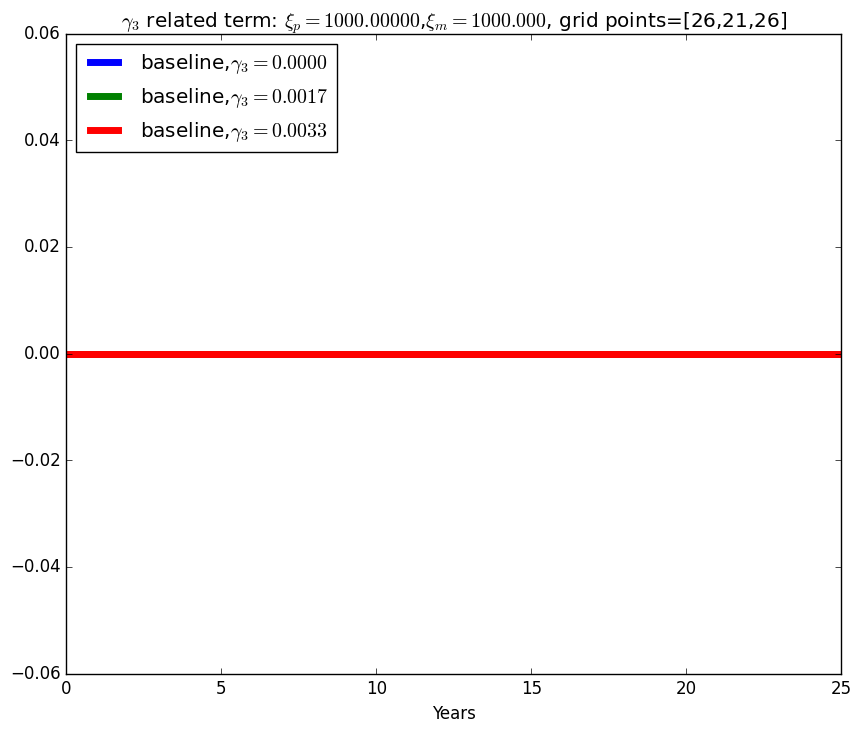 γ₃ related term: ξₚ = 1000.00000,ξₘ = 1000.000, grid points=[26,21,26]
baseline,γ₃ = 0.0000
baseline,γ₃ = 0.0017
baseline,γ₃ = 0.0033
0.06
0.04
0.02
0.00
−0.02
−0.04
−0.06
0 5 10 15 20 25
Years